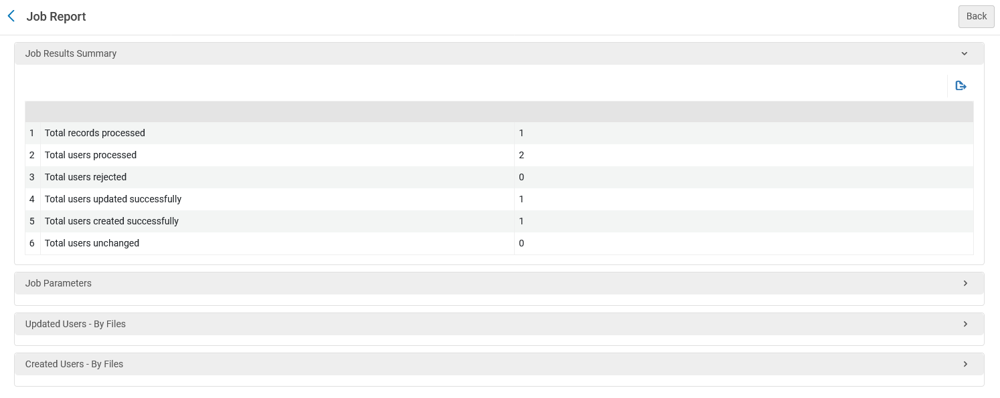 Job Report
Back
Job Results Summary
1 Total records processed 1
2 Total users processed 2
3 Total users rejected 0
4 Total users updated successfully 1
5 Total users created successfully 1
6 Total users unchanged 0
Job Parameters
Updated Users - By Files
Created Users - By Files